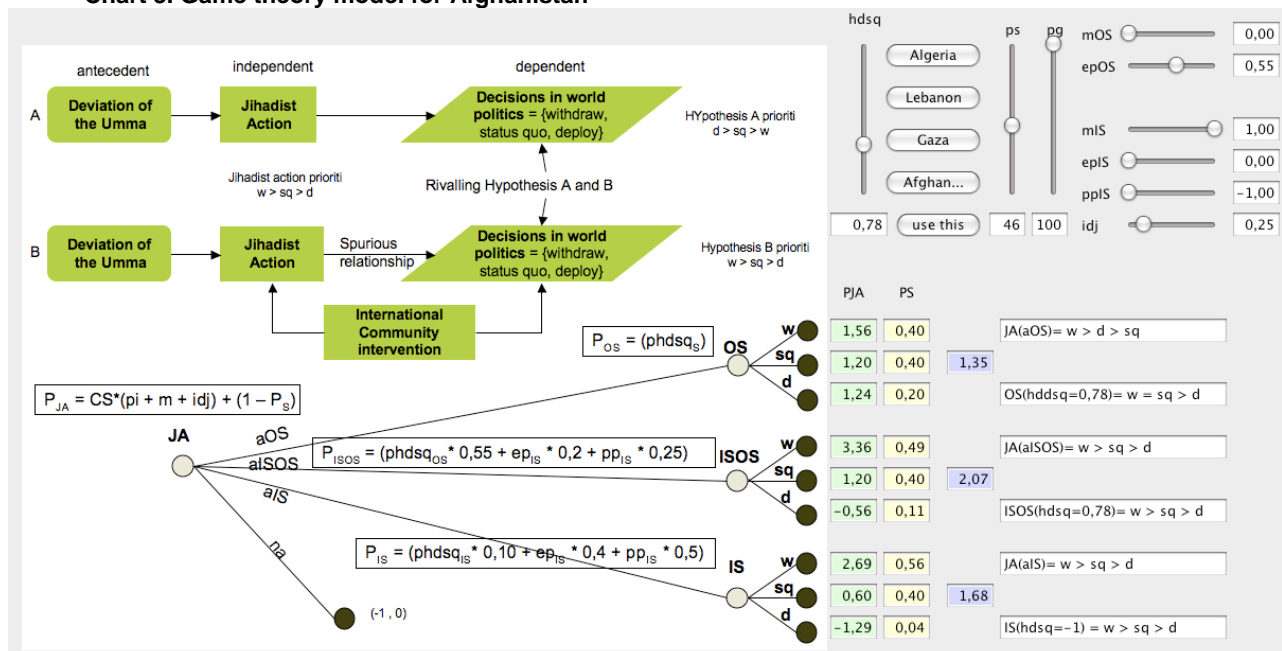 Chart 3. Game theory model for Afghanistan
antecedent
independent
dependent
A
Deviation of
the Umma
Jihadist
Action
Decisions in world
politics = {withdraw,
status quo, deploy}
HYpothesis A prioriti
d > sq > w
Jihadist action prioriti
w > sq > d
Rivalling Hypothesis A and B
B
Deviation of
the Umma
Jihadist
Action
Spurious
relationship
Decisions in world
politics = {withdraw,
status quo, deploy}
Hypothesis B prioriti
w > sq > d
International
Community
intervention
hdsq
Algeria
Lebanon
Gaza
Afghan...
0,78
use this
ps
pg
46
100
mOS
0,00
epOS
0,55
mIS
1,00
epIS
0,00
ppIS
-1,00
idj
0,25
PJA
PS
P_OS = (phdsq_S)
OS
w
1,56
0,40
JA(aOS)= w > d > sq
sq
1,20
0,40
1,35
d
1,24
0,20
OS(hddsq=0,78)= w = sq > d
P_JA = CS*(pi + m + idj) + (1 – P_S)
JA
aOS
aISOS
aIS
na
(-1 , 0)
P_ISOS = (phdsq_OS * 0,55 + ep_IS * 0,2 + pp_IS * 0,25)
ISOS
w
3,36
0,49
JA(aISOS)= w > sq > d
sq
1,20
0,40
2,07
d
-0,56
0,11
ISOS(hdsq=0,78)= w > sq > d
P_IS = (phdsq_IS * 0,10 + ep_IS * 0,4 + pp_IS * 0,5)
IS
w
2,69
0,56
JA(aIS)= w > sq > d
sq
0,60
0,40
1,68
d
-1,29
0,04
IS(hdsq=-1) = w > sq > d